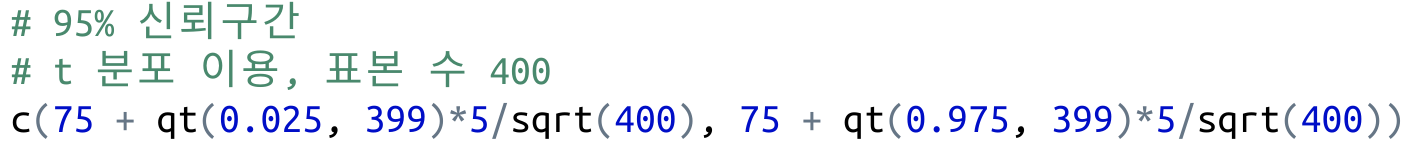 # 95% 신뢰구간
# t 분포 이용, 표본 수 400
c(75 + qt(0.025, 399)*5/sqrt(400), 75 + qt(0.975, 399)*5/sqrt(400))